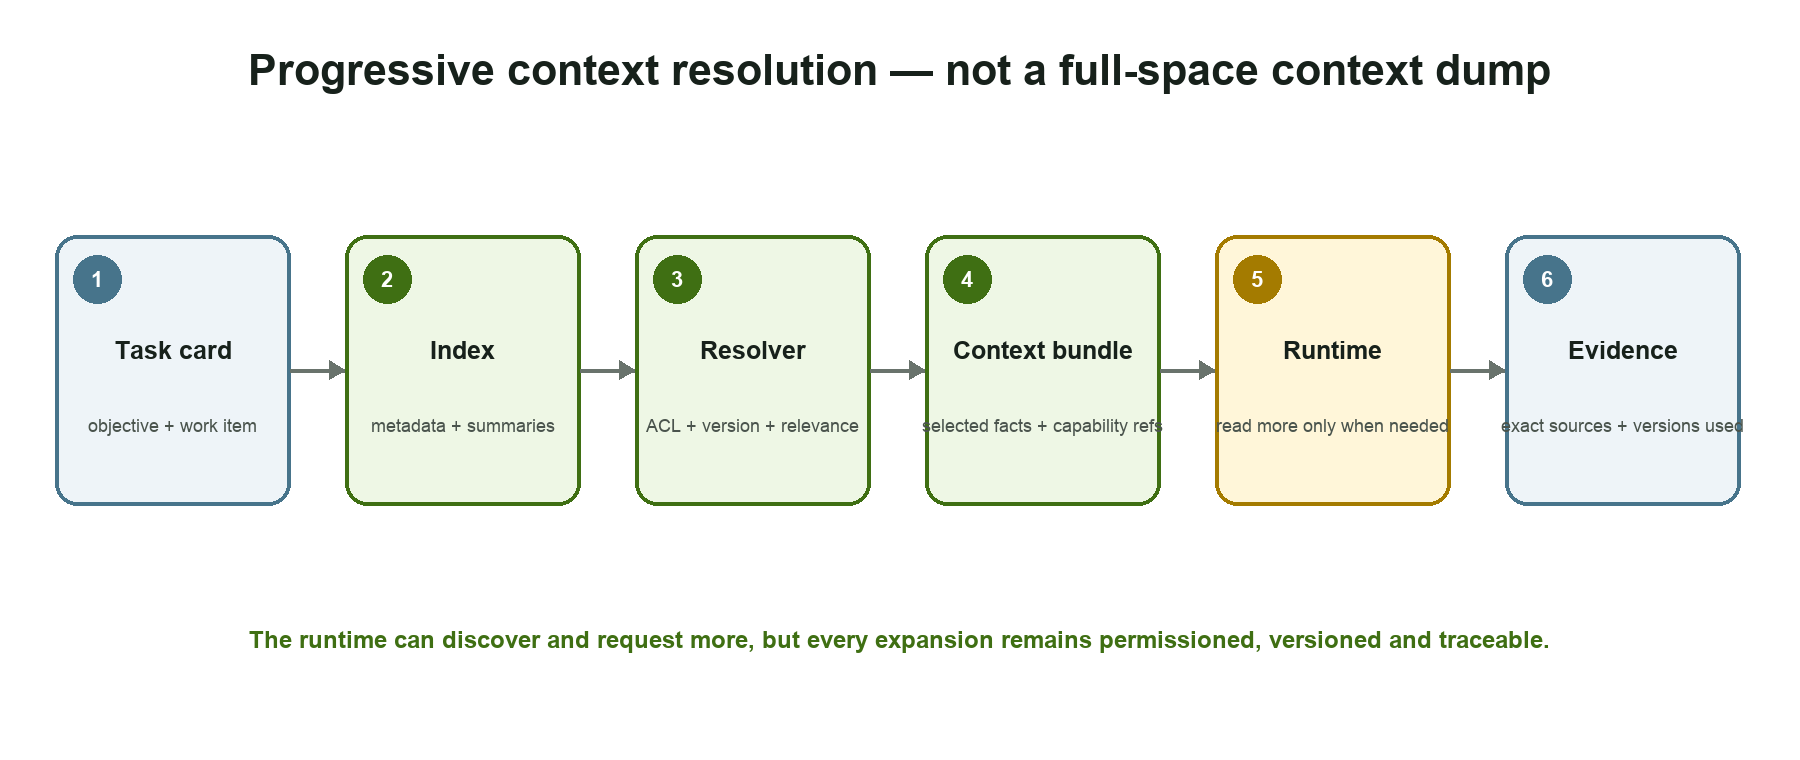 Progressive context resolution — not a full-space context dump
1
Task card
objective + work item
2
Index
metadata + summaries
3
Resolver
ACL + version + relevance
4
Context bundle
selected facts + capability refs
5
Runtime
read more only when needed
6
Evidence
exact sources + versions used
The runtime can discover and request more, but every expansion remains permissioned, versioned and traceable.